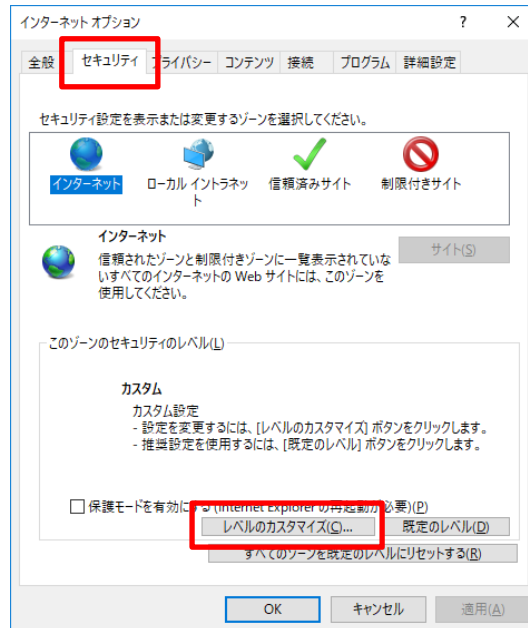 インターネット オプション
?
×
全般 セキュリティ プライバシー コンテンツ 接続 プログラム 詳細設定
セキュリティ設定を表示または変更するゾーンを選択してください。
インターネット
ローカル イントラネット
信頼済みサイト
制限付きサイト
インターネット
サイト(S)
信頼されたゾーンと制限付きゾーンに一覧表示されていな
いすべてのインターネットの Web サイトには、このゾーンを
使用してください。
このゾーンのセキュリティのレベル(L)
カスタム
カスタム設定
- 設定を変更するには、[レベルのカスタマイズ] ボタンをクリックします。
- 推奨設定を使用するには、[既定のレベル] ボタンをクリックします。
保護モードを有効にする (Internet Explorer の再起動が必要)(P)
レベルのカスタマイズ(C)... 既定のレベル(D)
すべてのゾーンを既定のレベルにリセットする(R)
OK キャンセル 適用(A)